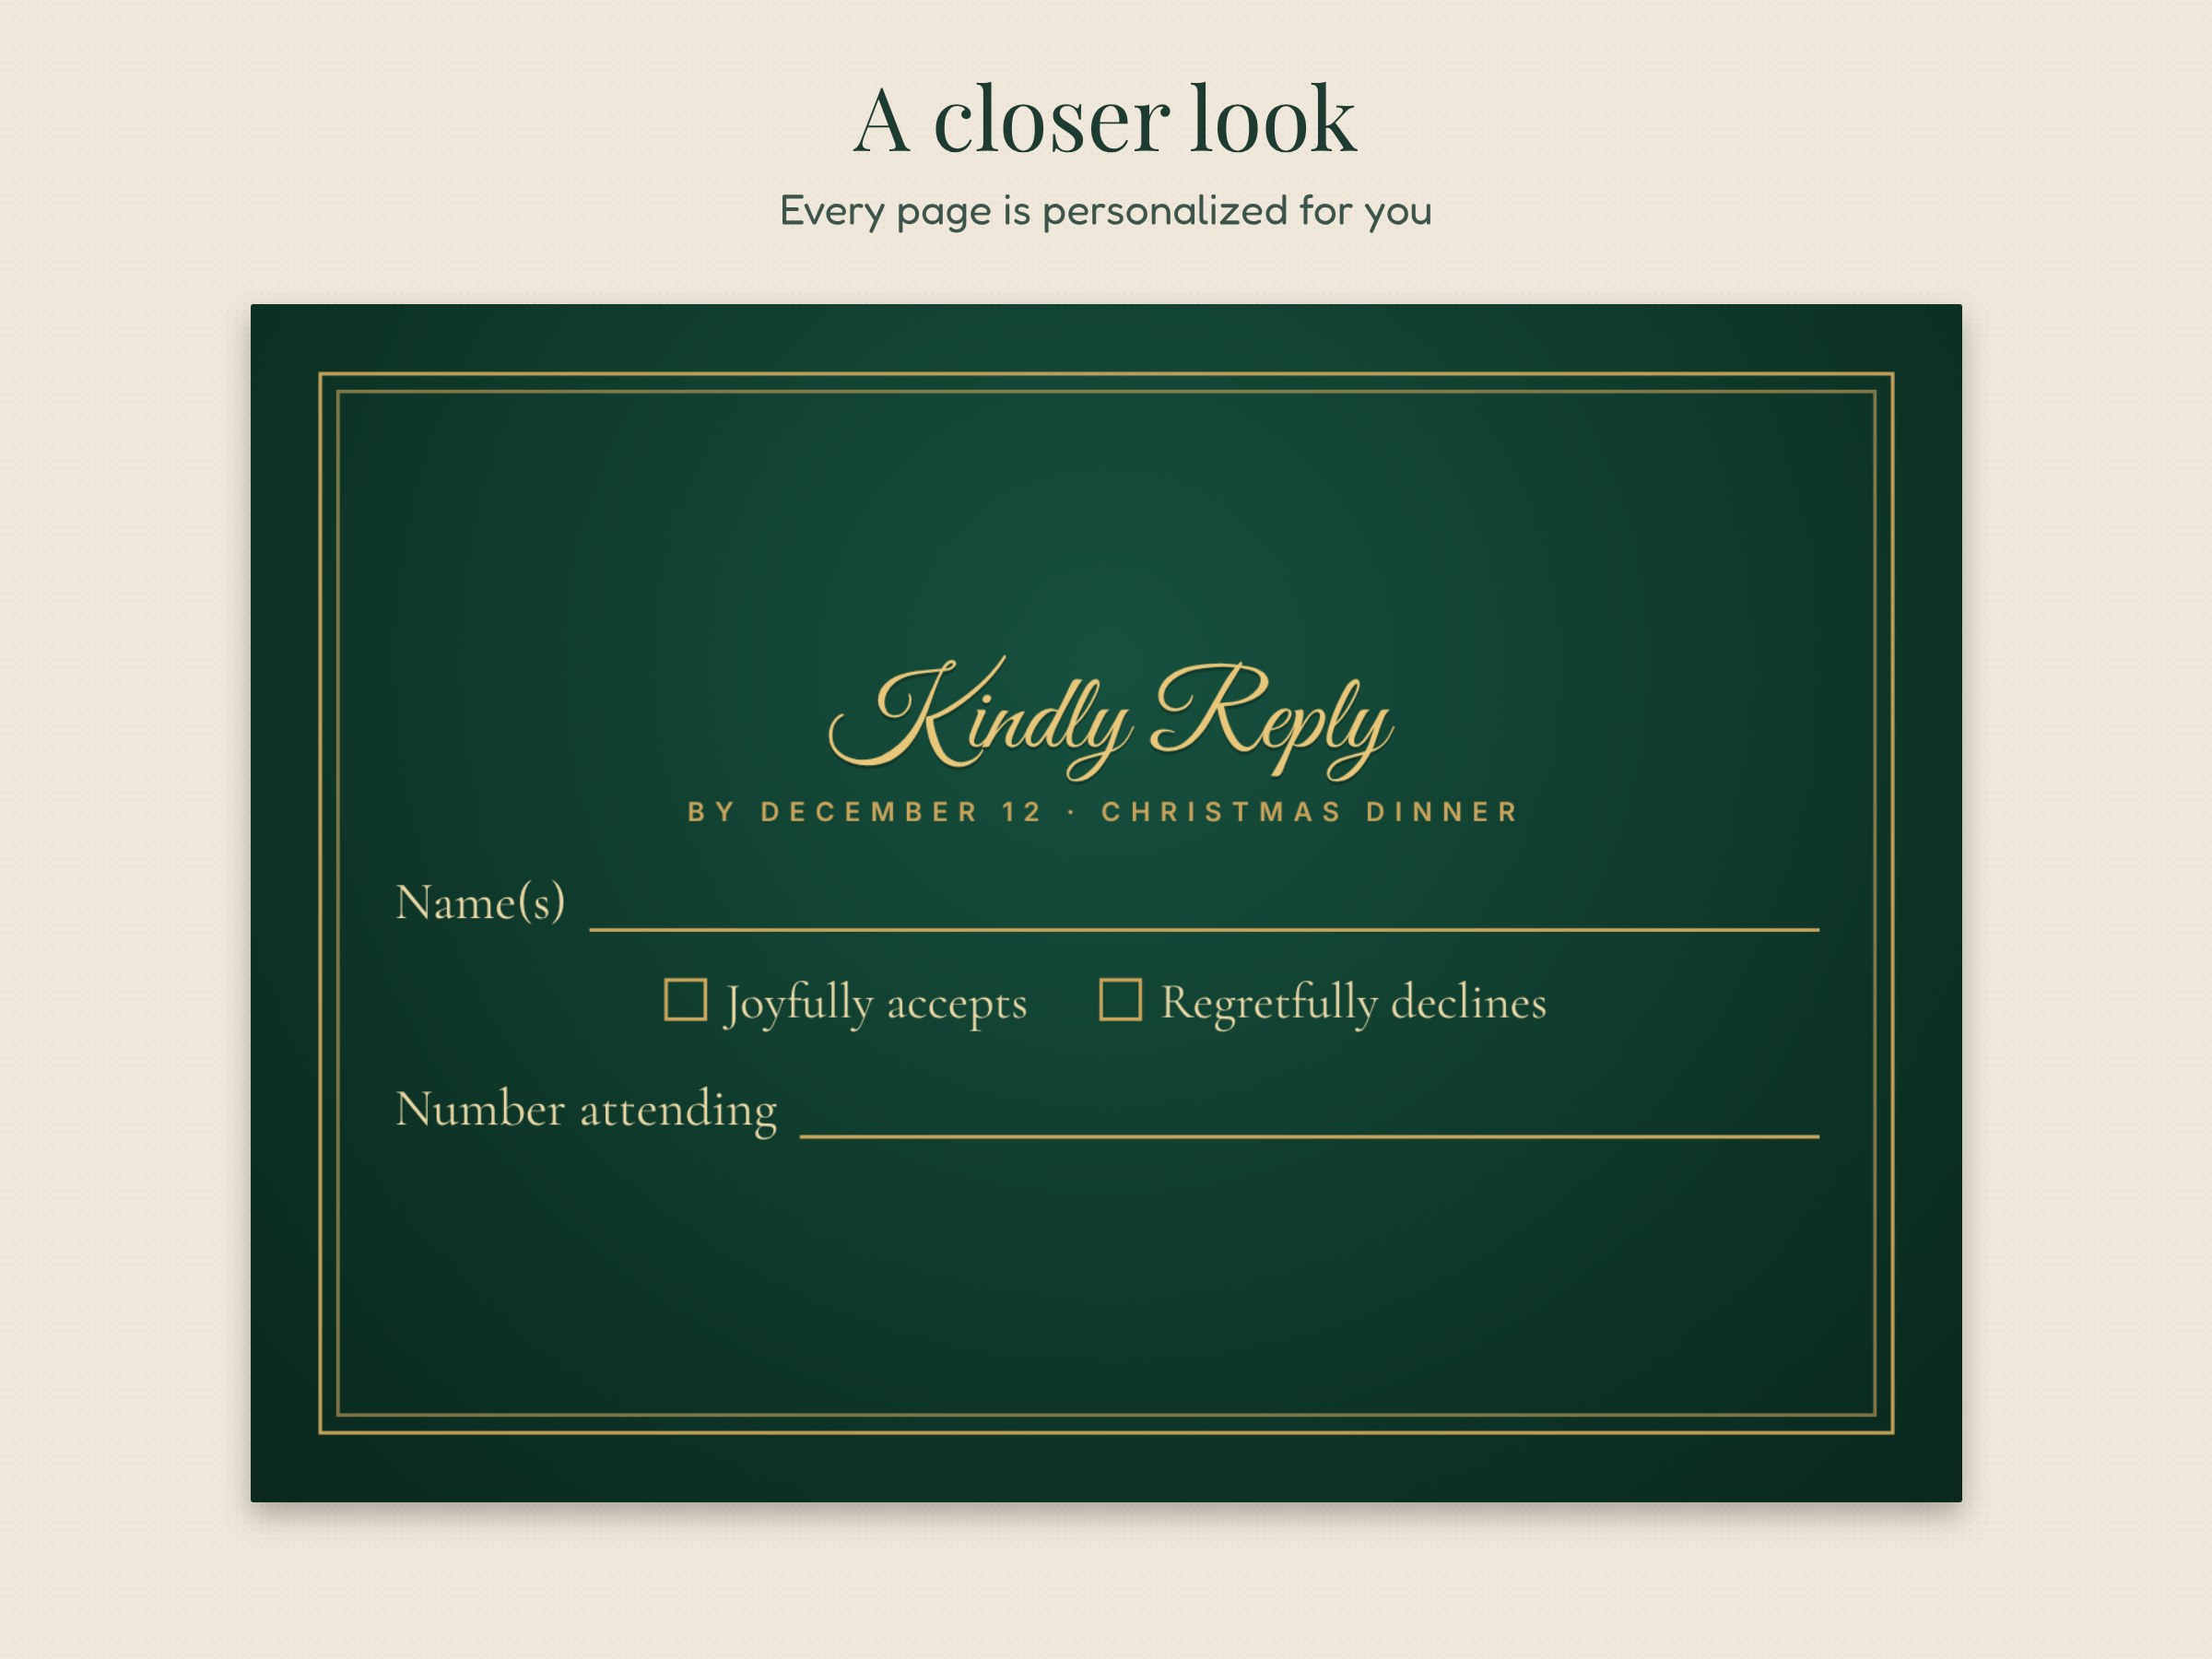 A closer look
Every page is personalized for you
Kindly Reply
BY DECEMBER 12 · CHRISTMAS DINNER
Name(s)
Joyfully accepts Regretfully declines
Number attending